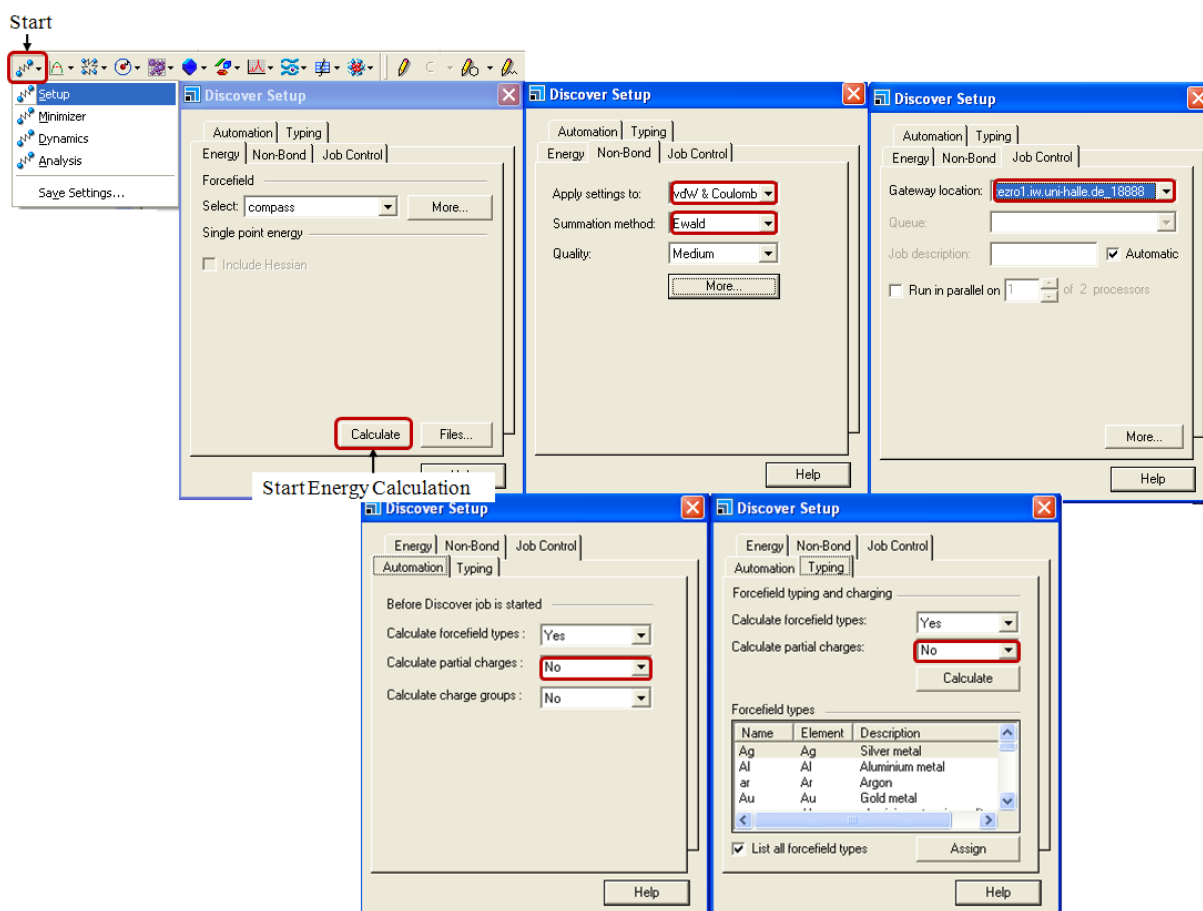 Start
Setup
Minimizer
Dynamics
Analysis
Save Settings...
Discover Setup
Automation Typing
Energy Non-Bond Job Control
Forcefield
Select: compass More...
Single point energy
Include Hessian
Calculate Files...
Start Energy Calculation
Discover Setup
Automation Typing
Energy Non-Bond Job Control
Apply settings to: vdW & Coulomb
Summation method: Ewald
Quality: Medium
More...
Help
Discover Setup
Automation Typing
Energy Non-Bond Job Control
Gateway location: ezro1.iw.uni-halle.de_18888
Queue:
Job description: Automatic
Run in parallel on 1 of 2 processors
More...
Help
Discover Setup
Energy Non-Bond Job Control
Automation Typing
Before Discover job is started
Calculate forcefield types : Yes
Calculate partial charges : No
Calculate charge groups : No
Help
Discover Setup
Energy Non-Bond Job Control
Automation Typing
Forcefield typing and charging
Calculate forcefield types: Yes
Calculate partial charges: No
Calculate
Forcefield types
Name Element Description
Ag Ag Silver metal
Al Al Aluminium metal
ar Ar Argon
Au Au Gold metal
List all forcefield types Assign
Help